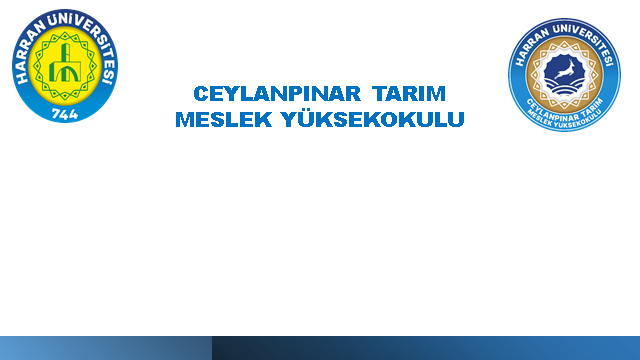 HARRAN ÜNİVERSİTESİ
744
CEYLANPINAR TARIM
MESLEK YÜKSEKOKULU
HARRAN ÜNİVERSİTESİ
CEYLANPINAR TARIM
MESLEK YÜKSEKOKULU